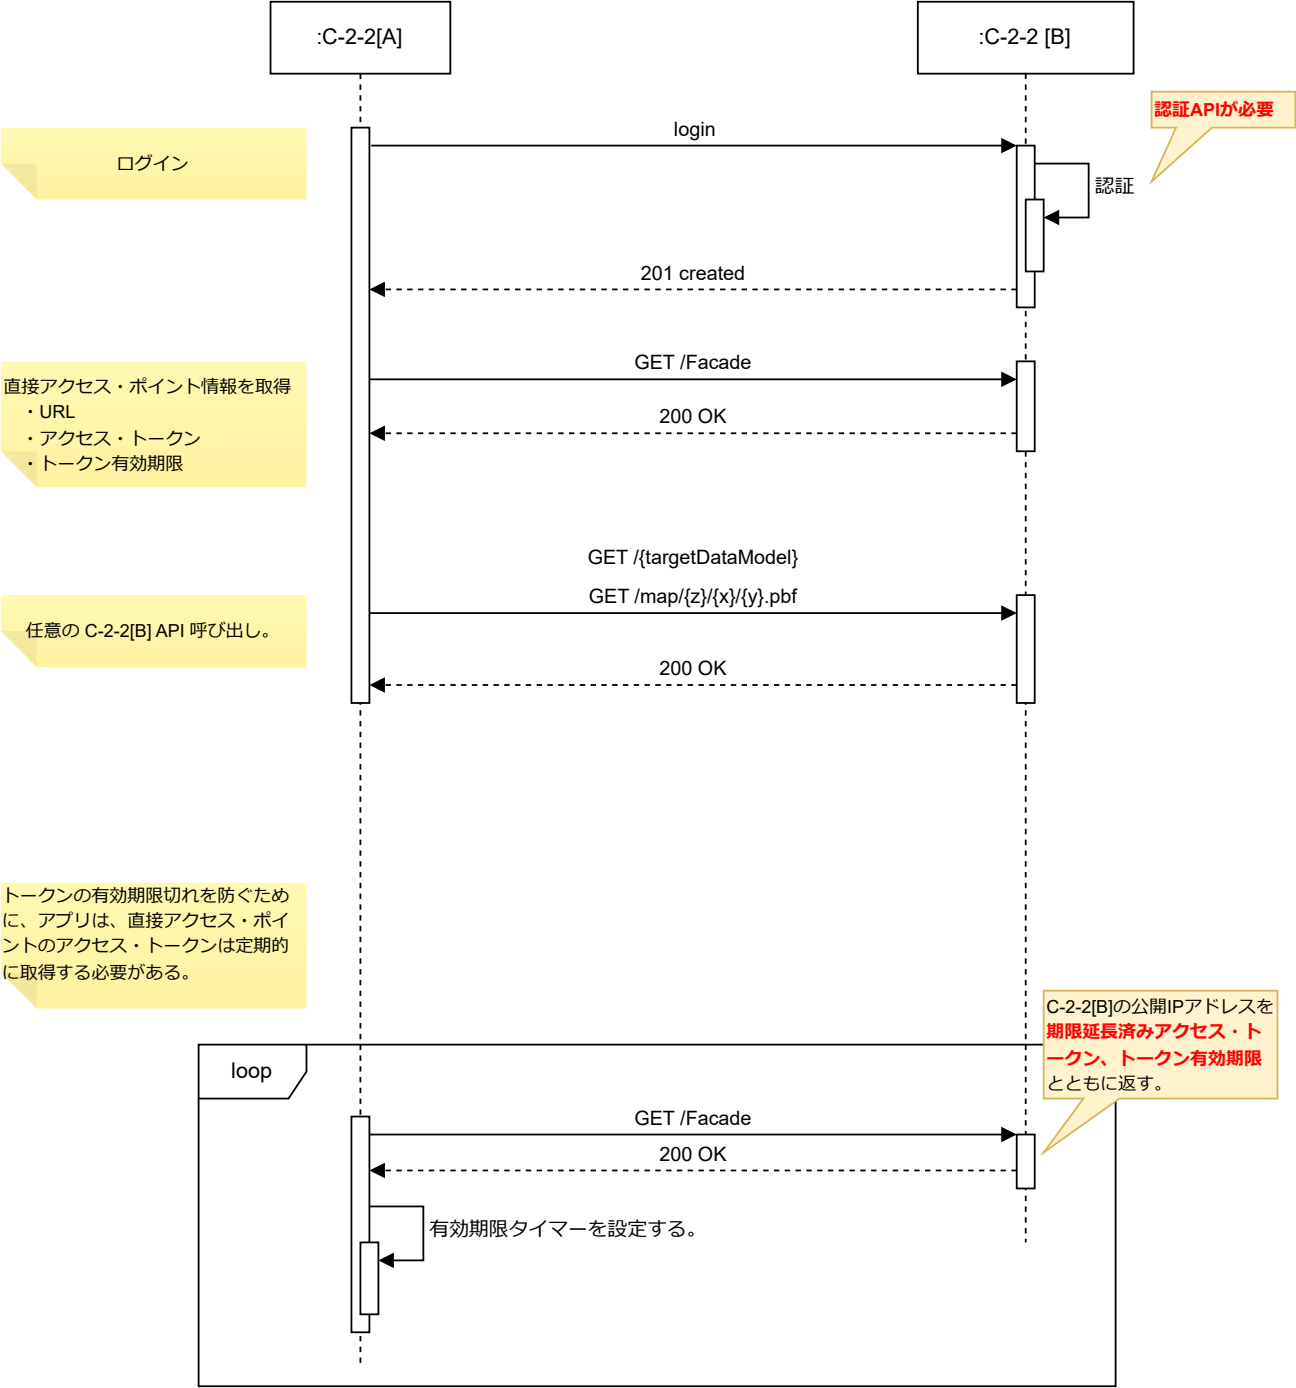 :C-2-2[A]
:C-2-2 [B]
認証APIが必要
login
ログイン
認証
201 created
GET /Facade
直接アクセス・ポイント情報を取得
・URL
・アクセス・トークン
・トークン有効期限
200 OK
GET /{targetDataModel}
GET /map/{z}/{x}/{y}.pbf
任意の C-2-2[B] API 呼び出し。
200 OK
トークンの有効期限切れを防ぐため
に、アプリは、直接アクセス・ポイ
ントのアクセス・トークンは定期的
に取得する必要がある。
C-2-2[B]の公開IPアドレスを
期限延長済みアクセス・ト
ークン、トークン有効期限
とともに返す。
loop
GET /Facade
200 OK
有効期限タイマーを設定する。